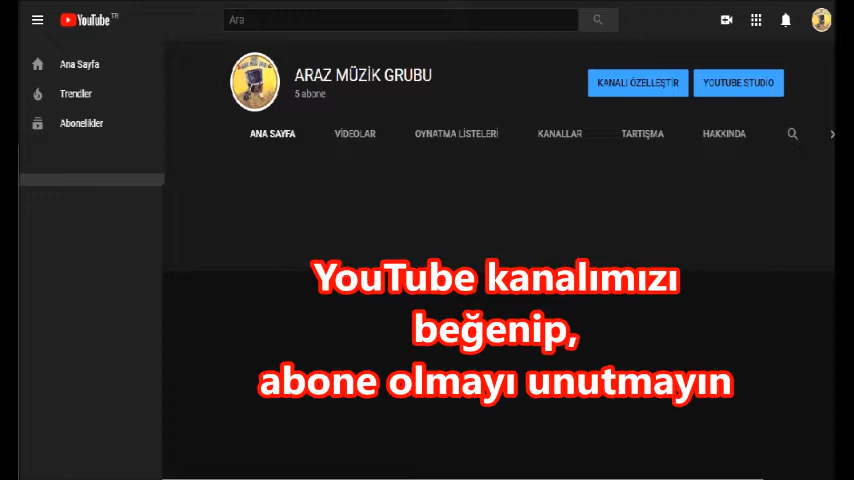 YouTube TR
Ara
Ana Sayfa
Trendler
Abonelikler
ARAZ MÜZİK GRUBU
5 abone
KANALI ÖZELLEŞTİR
YOUTUBE STUDIO
ANA SAYFA
VİDEOLAR
OYNATMA LİSTELERİ
KANALLAR
TARTIŞMA
HAKKINDA
YouTube kanalımızı
beğenip,
abone olmayı unutmayın